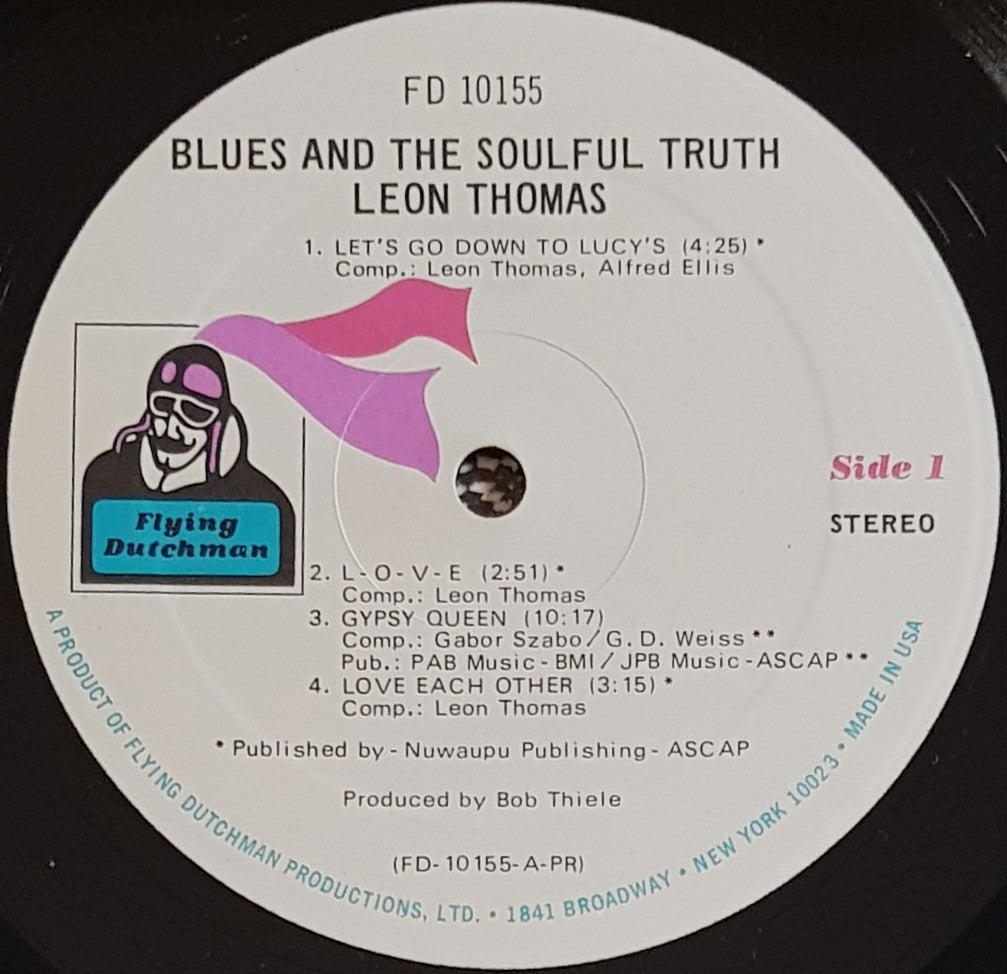 FD 10155
BLUES AND THE SOULFUL TRUTH
LEON THOMAS
1. LET'S GO DOWN TO LUCY'S (4:25) *
Comp.: Leon Thomas, Alfred Ellis
Flying
Dutchman
Side 1
STEREO
2. L-O-V-E (2:51) *
Comp.: Leon Thomas
3. GYPSY QUEEN (10:17)
Comp.: Gabor Szabo/G. D. Weiss **
Pub.: PAB Music - BMI / JPB Music - ASCAP **
4. LOVE EACH OTHER (3:15) *
Comp.: Leon Thomas
* Published by - Nuwaupu Publishing - ASCAP
Produced by Bob Thiele
(FD-10155-A-PR)
A PRODUCT OF FLYING DUTCHMAN PRODUCTIONS, LTD. • 1841 BROADWAY • NEW YORK 10023 • MADE IN USA